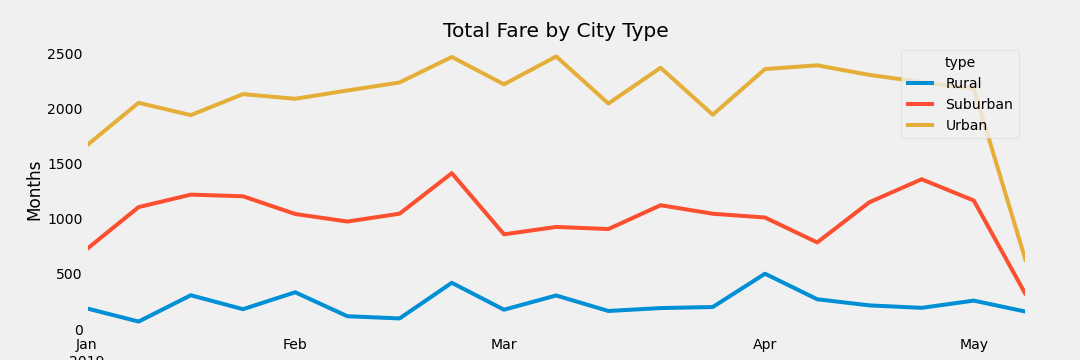 Total Fare by City Type
2500
2000
1500
1000
500
0
Months
type
Rural
Suburban
Urban
Jan
Feb
Mar
Apr
May
2019